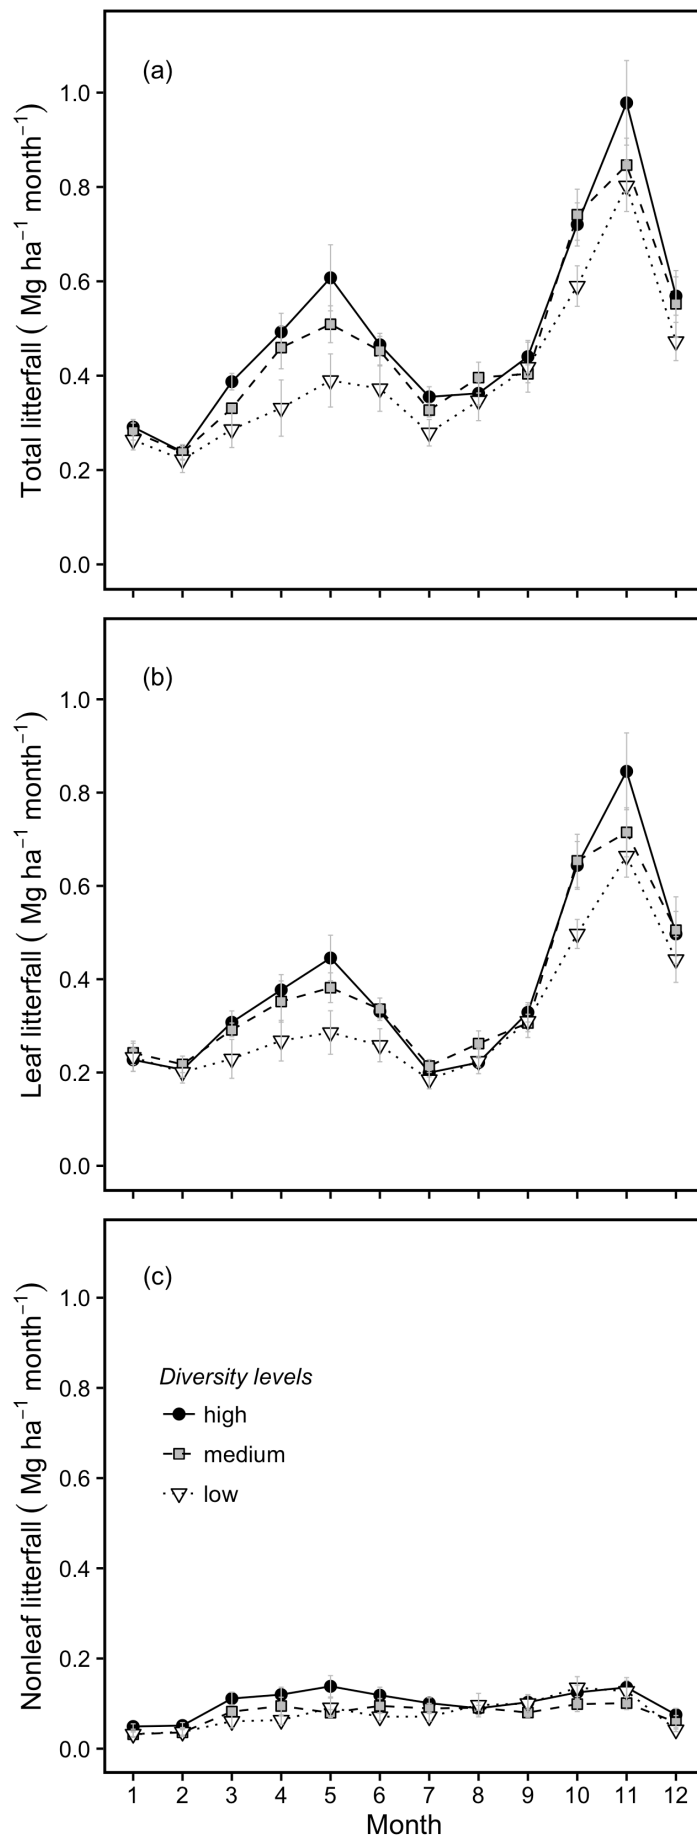 (a)
Total litterfall ( Mg ha⁻¹ month⁻¹)
1.0
0.8
0.6
0.4
0.2
0.0
(b)
Leaf litterfall ( Mg ha⁻¹ month⁻¹)
1.0
0.8
0.6
0.4
0.2
0.0
(c)
Nonleaf litterfall ( Mg ha⁻¹ month⁻¹)
1.0
0.8
0.6
0.4
0.2
0.0
Diversity levels
high
medium
low
1 2 3 4 5 6 7 8 9 10 11 12
Month